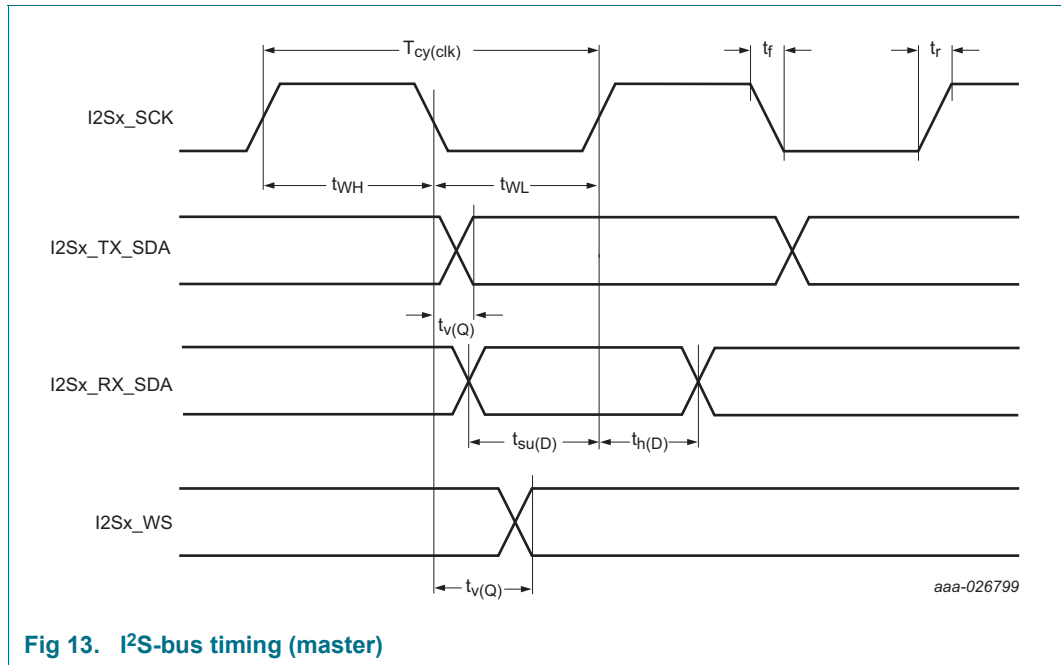 Tcy(clk)
tf
tr
I2Sx_SCK
tWH
tWL
I2Sx_TX_SDA
tv(Q)
I2Sx_RX_SDA
tsu(D)
th(D)
I2Sx_WS
tv(Q)
aaa-026799
Fig 13. I²S-bus timing (master)